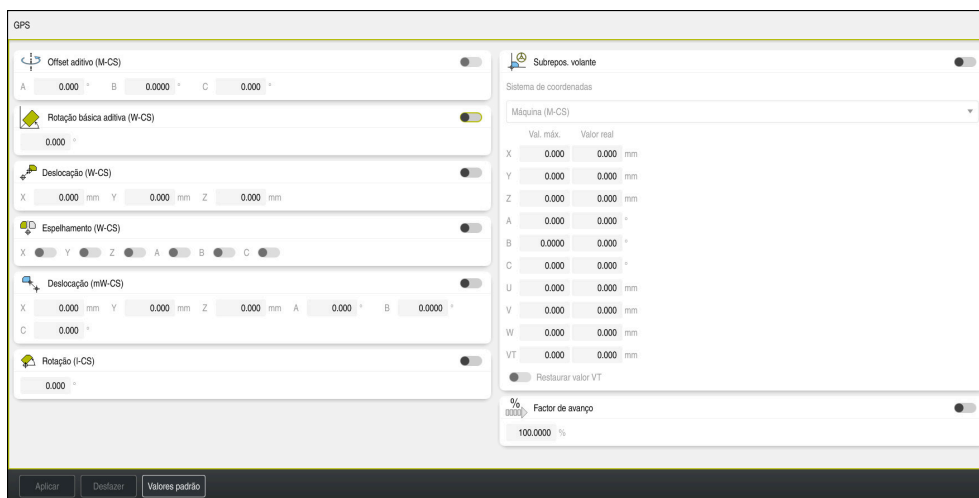 GPS
Offset aditivo (M-CS)
A 0.000 ° B 0.0000 ° C 0.000 °
Rotação básica aditiva (W-CS)
0.000 °
Deslocação (W-CS)
X 0.000 mm Y 0.000 mm Z 0.000 mm
Espelhamento (W-CS)
X Y Z A B C
Deslocação (mW-CS)
X 0.000 mm Y 0.000 mm Z 0.000 mm A 0.000 ° B 0.0000 °
C 0.000 °
Rotação (I-CS)
0.000 °
Subrepos. volante
Sistema de coordenadas
Máquina (M-CS)
Val. máx. Valor real
X 0.000 0.000 mm
Y 0.000 0.000 mm
Z 0.000 0.000 mm
A 0.000 0.000 °
B 0.0000 0.000 °
C 0.000 0.000 °
U 0.000 0.000 mm
V 0.000 0.000 mm
W 0.000 0.000 mm
VT 0.000 0.000 mm
Restaurar valor VT
% Factor de avanço
100.0000 %
Aplicar Desfazer Valores padrão